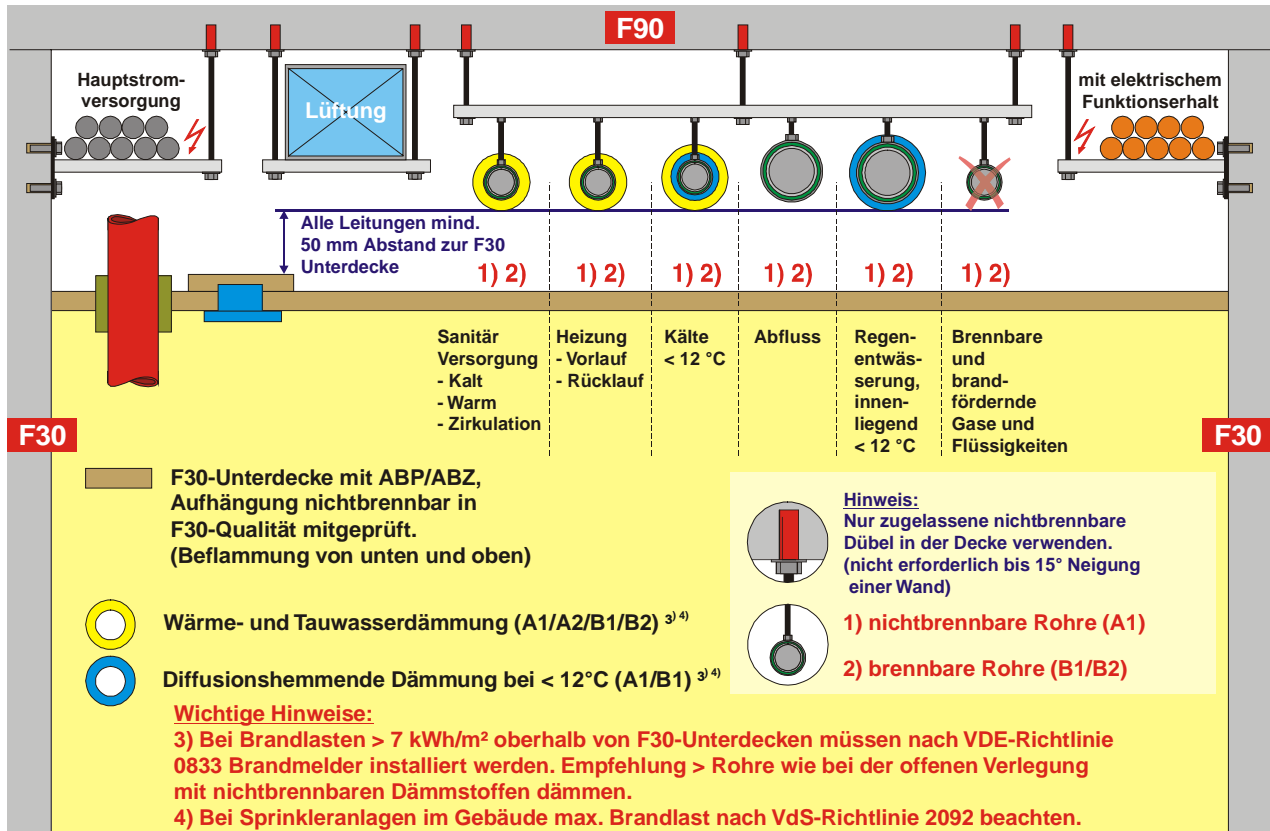 F90
Hauptstrom-
versorgung
Lüftung
mit elektrischem
Funktionserhalt
Alle Leitungen mind.
50 mm Abstand zur F30
Unterdecke
1) 2)
1) 2)
1) 2)
1) 2)
1) 2)
1) 2)
Sanitär
Versorgung
- Kalt
- Warm
- Zirkulation
Heizung
- Vorlauf
- Rücklauf
Kälte
< 12 °C
Abfluss
Regen-
entwäs-
serung,
innen-
liegend
< 12 °C
Brennbare
und
brand-
fördernde
Gase und
Flüssigkeiten
F30
F30
F30-Unterdecke mit ABP/ABZ,
Aufhängung nichtbrennbar in
F30-Qualität mitgeprüft.
(Beflammung von unten und oben)
Wärme- und Tauwasserdämmung (A1/A2/B1/B2) ³⁾ ⁴⁾
Diffusionshemmende Dämmung bei < 12°C (A1/B1) ³⁾ ⁴⁾
Hinweis:
Nur zugelassene nichtbrennbare
Dübel in der Decke verwenden.
(nicht erforderlich bis 15° Neigung
einer Wand)
1) nichtbrennbare Rohre (A1)
2) brennbare Rohre (B1/B2)
Wichtige Hinweise:
3) Bei Brandlasten > 7 kWh/m² oberhalb von F30-Unterdecken müssen nach VDE-Richtlinie
0833 Brandmelder installiert werden. Empfehlung > Rohre wie bei der offenen Verlegung
mit nichtbrennbaren Dämmstoffen dämmen.
4) Bei Sprinkleranlagen im Gebäude max. Brandlast nach VdS-Richtlinie 2092 beachten.